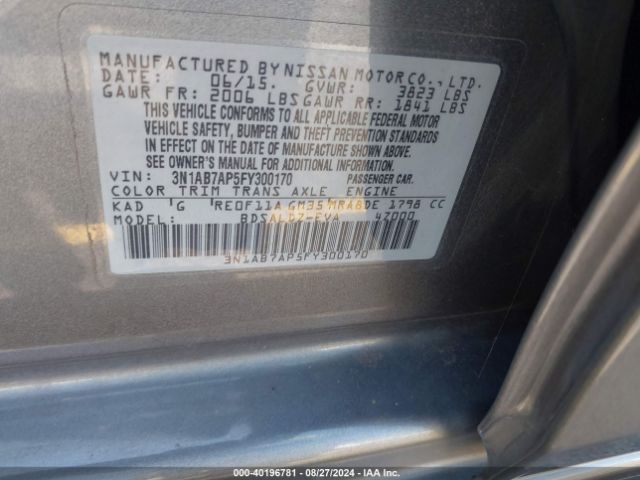 MANUFACTURED BY NISSAN MOTOR CO., LTD.
DATE: 06/15. GVWR: 3823 LBS
GAWR FR: 2006 LBS GAWR RR: 1841 LBS
THIS VEHICLE CONFORMS TO ALL APPLICABLE FEDERAL MOTOR
VEHICLE SAFETY, BUMPER AND THEFT PREVENTION STANDARDS
IN EFFECT ON THE DATE OF MANUFACTURE SHOWN ABOVE.
SEE OWNER'S MANUAL FOR ADDITIONAL INFORMATION.
VIN: 3N1AB7AP5FY300170 PASSENGER CAR.
COLOR TRIM TRANS AXLE ENGINE
KAD 'G 'RE0F11A GM35 MRA8DE 1798 CC
MODEL: BDSALDZ-EVA 47000
3N1AB7AP5FY300170
000-40196781 - 08/27/2024 - IAA Inc.